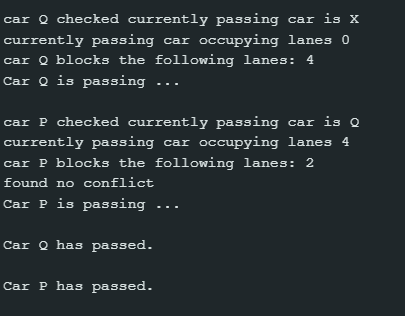 car Q checked currently passing car is X
currently passing car occupying lanes 0
car Q blocks the following lanes: 4
Car Q is passing ...
car P checked currently passing car is Q
currently passing car occupying lanes 4
car P blocks the following lanes: 2
found no conflict
Car P is passing ...
Car Q has passed.
Car P has passed.